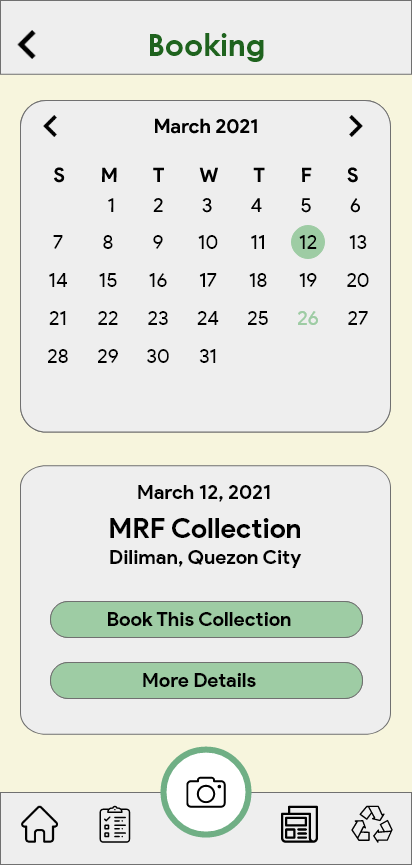 Booking
March 2021
S M T W T F S
1 2 3 4 5 6
7 8 9 10 11 12 13
14 15 16 17 18 19 20
21 22 23 24 25 26 27
28 29 30 31
March 12, 2021
MRF Collection
Diliman, Quezon City
Book This Collection
More Details